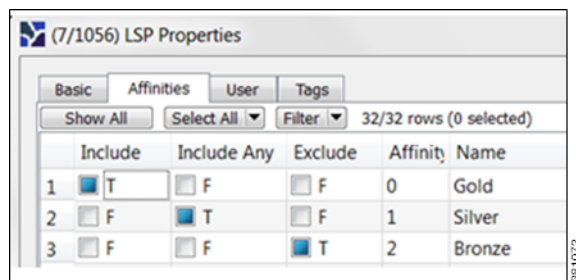 (7/1056) LSP Properties
Basic Affinities User Tags
Show All Select All Filter 32/32 rows (0 selected)
Include Include Any Exclude Affinity Name
1 T F F 0 Gold
2 F T F 1 Silver
3 F F T 2 Bronze